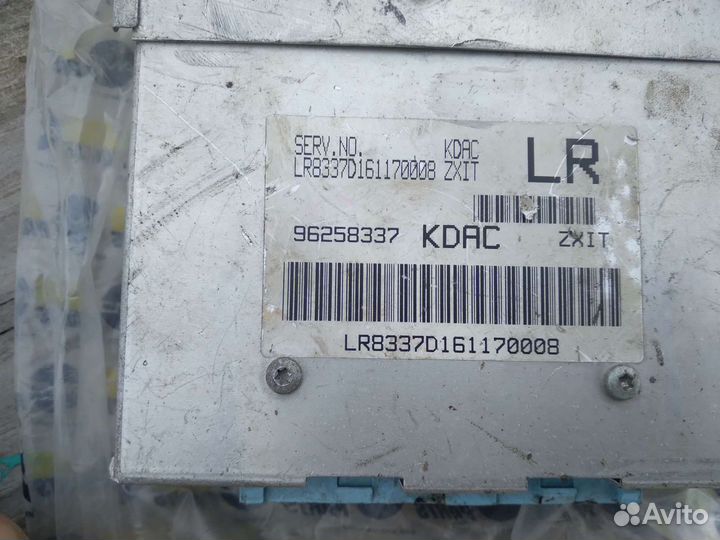 SERV.NO. KDAC LR
LR8337D161170008 ZXIT
96258337 KDAC ZXIT
LR8337D161170008
Avito